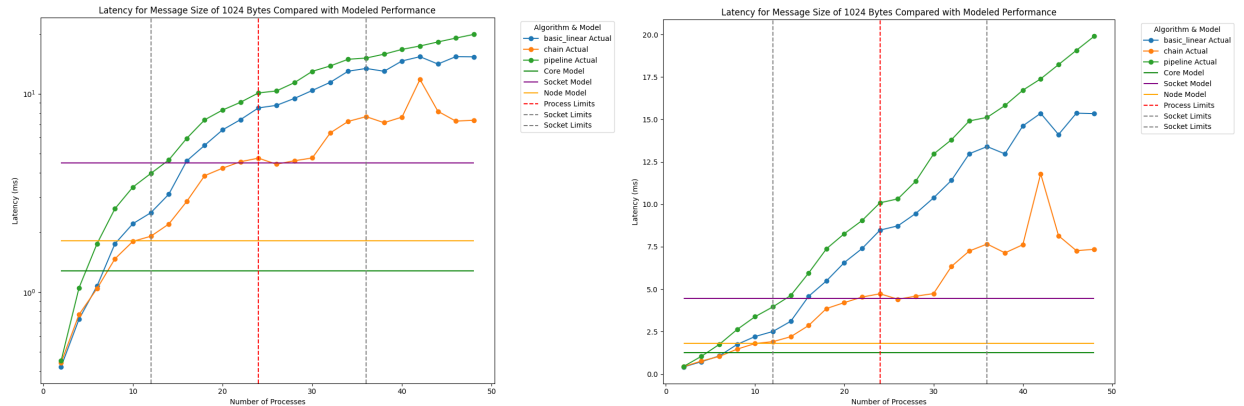 Latency for Message Size of 1024 Bytes Compared with Modeled Performance
Algorithm & Model
basic_linear Actual
chain Actual
pipeline Actual
Core Model
Socket Model
Node Model
Process Limits
Socket Limits
Socket Limits
Latency (ms)
10¹
10⁰
0
10
20
30
40
50
Number of Processes
Latency for Message Size of 1024 Bytes Compared with Modeled Performance
Algorithm & Model
basic_linear Actual
chain Actual
pipeline Actual
Core Model
Socket Model
Node Model
Process Limits
Socket Limits
Socket Limits
Latency (ms)
20.0
17.5
15.0
12.5
10.0
7.5
5.0
2.5
0.0
0
10
20
30
40
50
Number of Processes